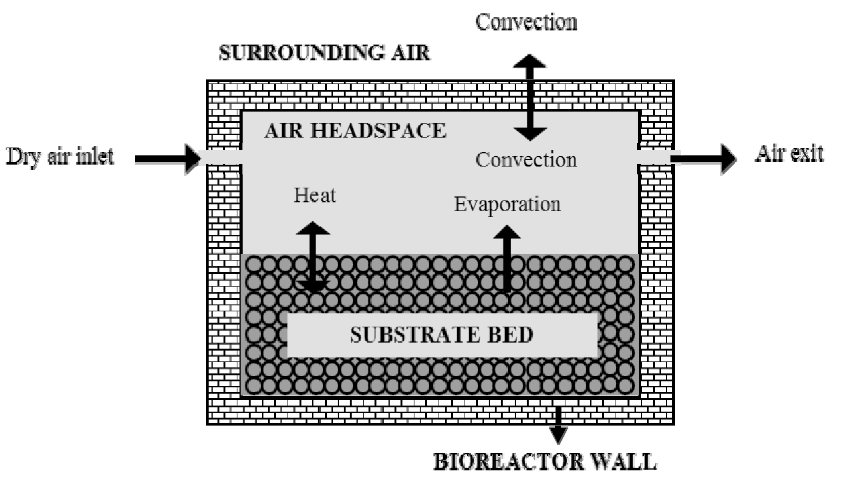 Convection
SURROUNDING AIR
AIR HEADSPACE
Dry air inlet
Convection
Air exit
Heat
Evaporation
SUBSTRATE BED
BIOREACTOR WALL